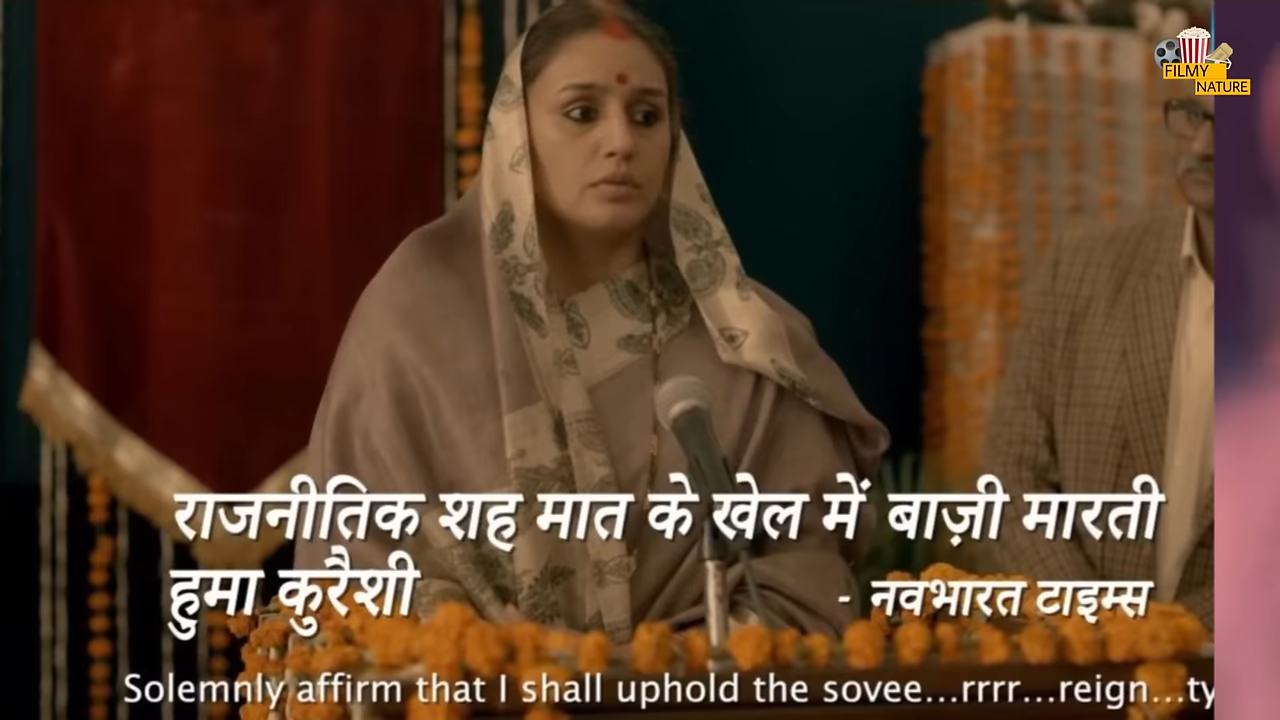 FILMY
NATURE
राजनीतिक शह मात के खेल में बाज़ी मारती
हुमा कुरैशी
- नवभारत टाइम्स
Solemnly affirm that I shall uphold the sovee...rrrr...reign...ty